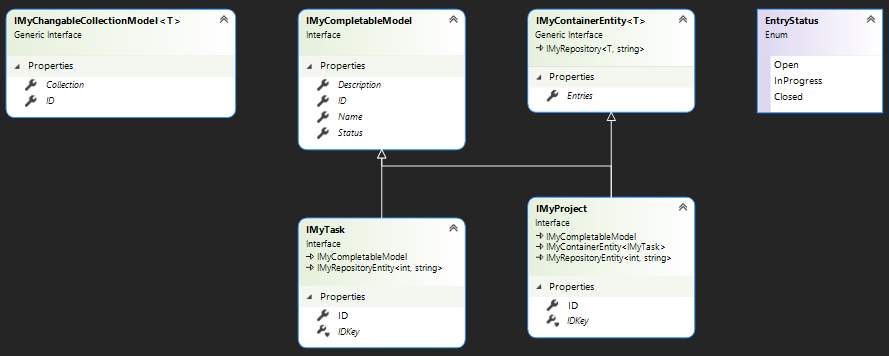 IMyChangableCollectionModel<T>
Generic Interface
Properties
Collection
ID
IMyCompletableModel
Interface
Properties
Description
ID
Name
Status
IMyContainerEntity<T>
Generic Interface
IMyRepository<T, string>
Properties
Entries
EntryStatus
Enum
Open
InProgress
Closed
IMyTask
Interface
IMyCompletableModel
IMyRepositoryEntity<int, string>
Properties
ID
IDKey
IMyProject
Interface
IMyCompletableModel
IMyContainerEntity<IMyTask>
IMyRepositoryEntity<int, string>
Properties
ID
IDKey